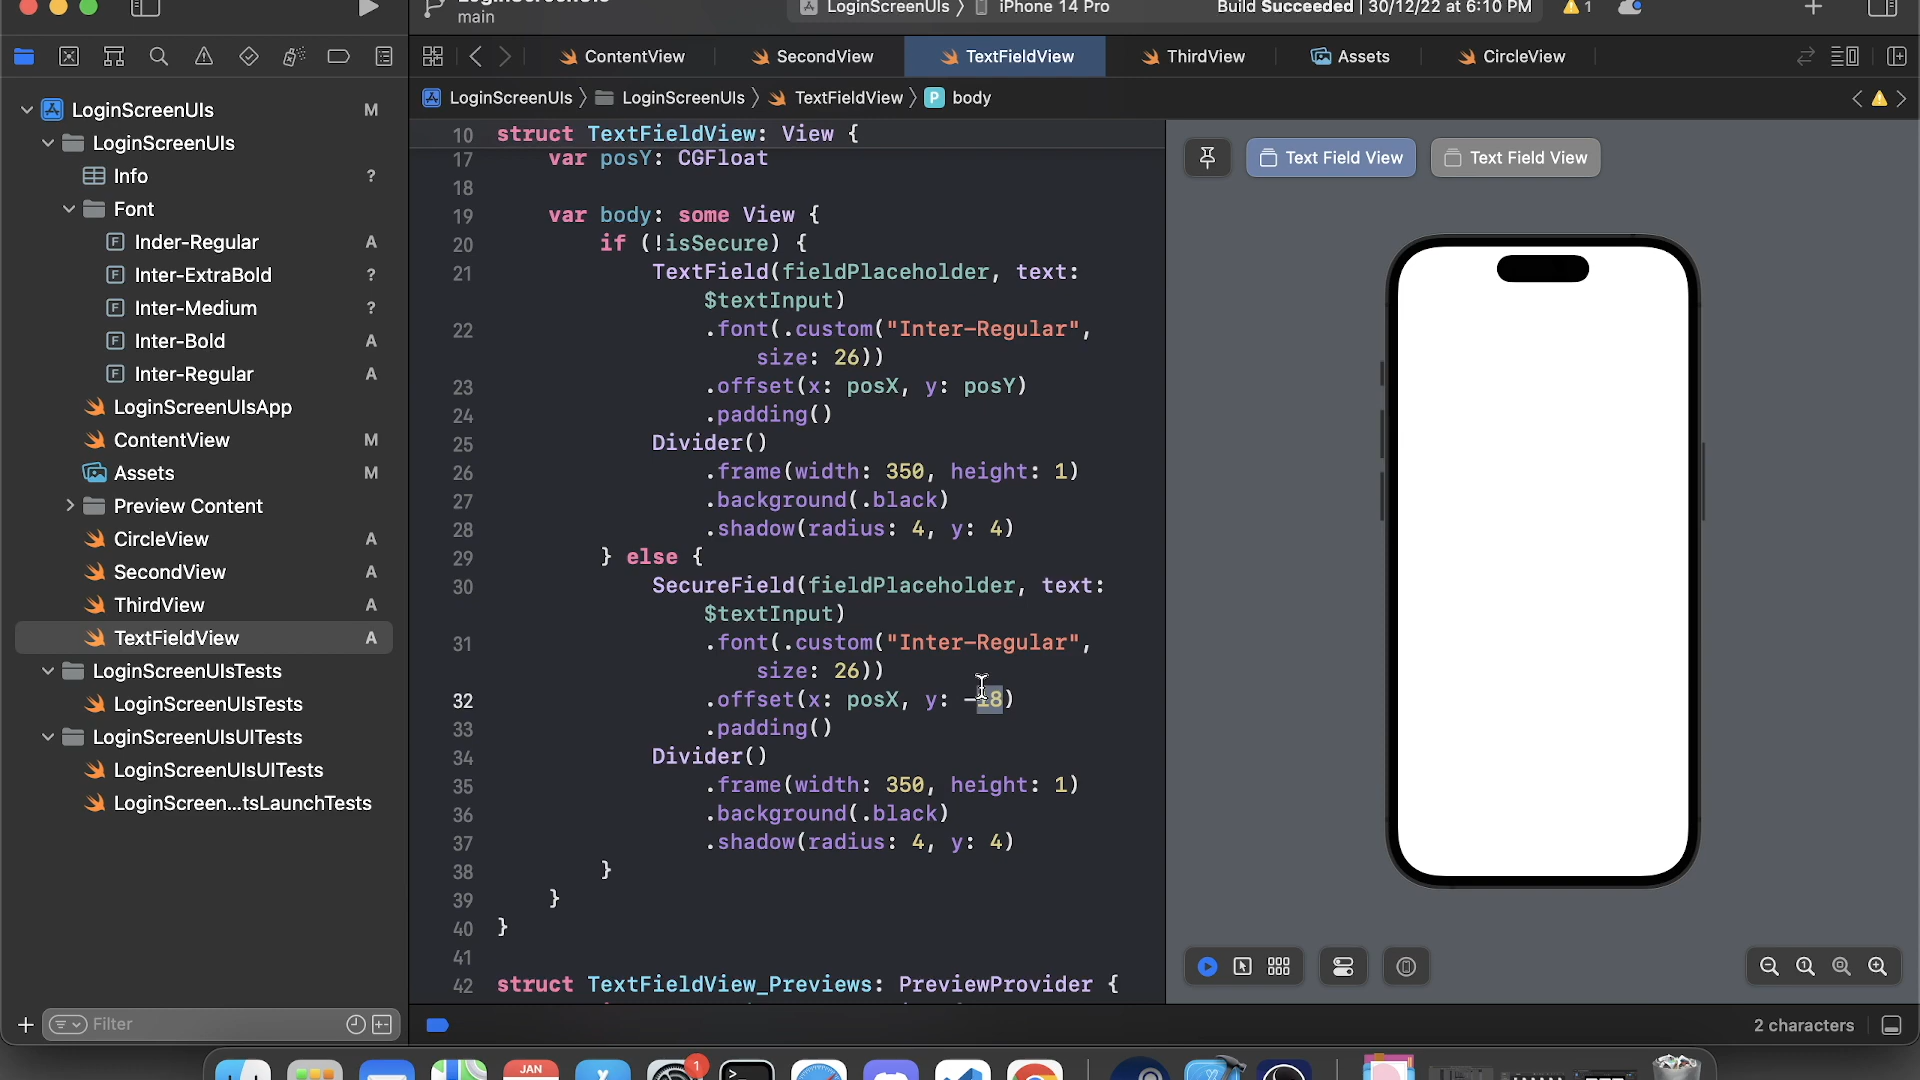 main
LoginScreenUIs
iPhone 14 Pro
Build Succeeded | 30/12/22 at 6:10 PM
1
ContentView
SecondView
TextFieldView
ThirdView
Assets
CircleView
LoginScreenUIs
LoginScreenUIs
TextFieldView
body
LoginScreenUIs M
LoginScreenUIs
Info ?
Font
Inder-Regular A
Inter-ExtraBold ?
Inter-Medium ?
Inter-Bold A
Inter-Regular A
LoginScreenUIsApp
ContentView M
Assets M
Preview Content
CircleView A
SecondView A
ThirdView A
TextFieldView A
LoginScreenUIsTests
LoginScreenUIsTests
LoginScreenUIsUITests
LoginScreenUIsUITests
LoginScreen...tsLaunchTests
Filter
10 struct TextFieldView: View {
17 var posY: CGFloat
18
19 var body: some View {
20 if (!isSecure) {
21 TextField(fieldPlaceholder, text:
$textInput)
22 .font(.custom("Inter-Regular",
size: 26))
23 .offset(x: posX, y: posY)
24 .padding()
25 Divider()
26 .frame(width: 350, height: 1)
27 .background(.black)
28 .shadow(radius: 4, y: 4)
29 } else {
30 SecureField(fieldPlaceholder, text:
$textInput)
31 .font(.custom("Inter-Regular",
size: 26))
32 .offset(x: posX, y: -18)
33 .padding()
34 Divider()
35 .frame(width: 350, height: 1)
36 .background(.black)
37 .shadow(radius: 4, y: 4)
38 }
39 }
40 }
41
42 struct TextFieldView_Previews: PreviewProvider {
Text Field View
Text Field View
2 characters
JAN
1